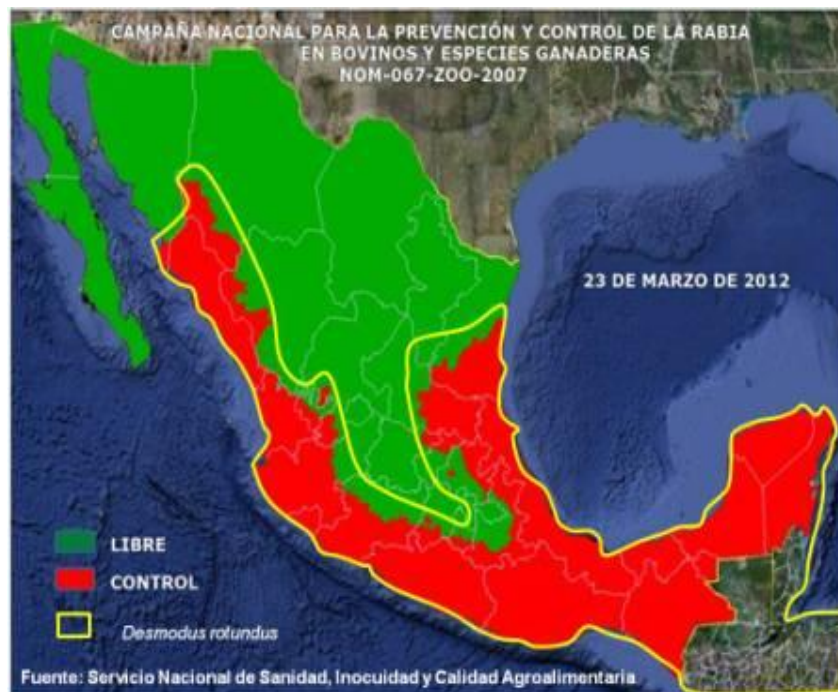 CAMPAÑA NACIONAL PARA LA PREVENCIÓN Y CONTROL DE LA RABIA
EN BOVINOS Y ESPECIES GANADERAS
NOM-067-ZOO-2007
23 DE MARZO DE 2012
LIBRE
CONTROL
Desmodus rotundus
Fuente: Servicio Nacional de Sanidad, Inocuidad y Calidad Agroalimentaria